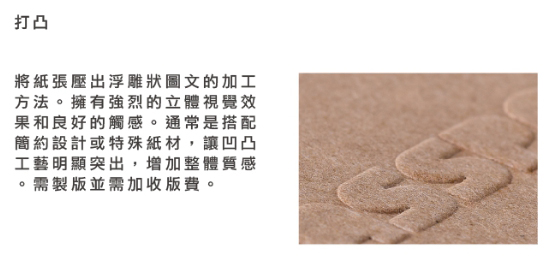 打凸
將紙張壓出浮雕狀圖文的加工
方法。擁有強烈的立體視覺效
果和良好的觸感。通常是搭配
簡約設計或特殊紙材，讓凹凸
工藝明顯突出，增加整體質感
。需製版並需加收版費。